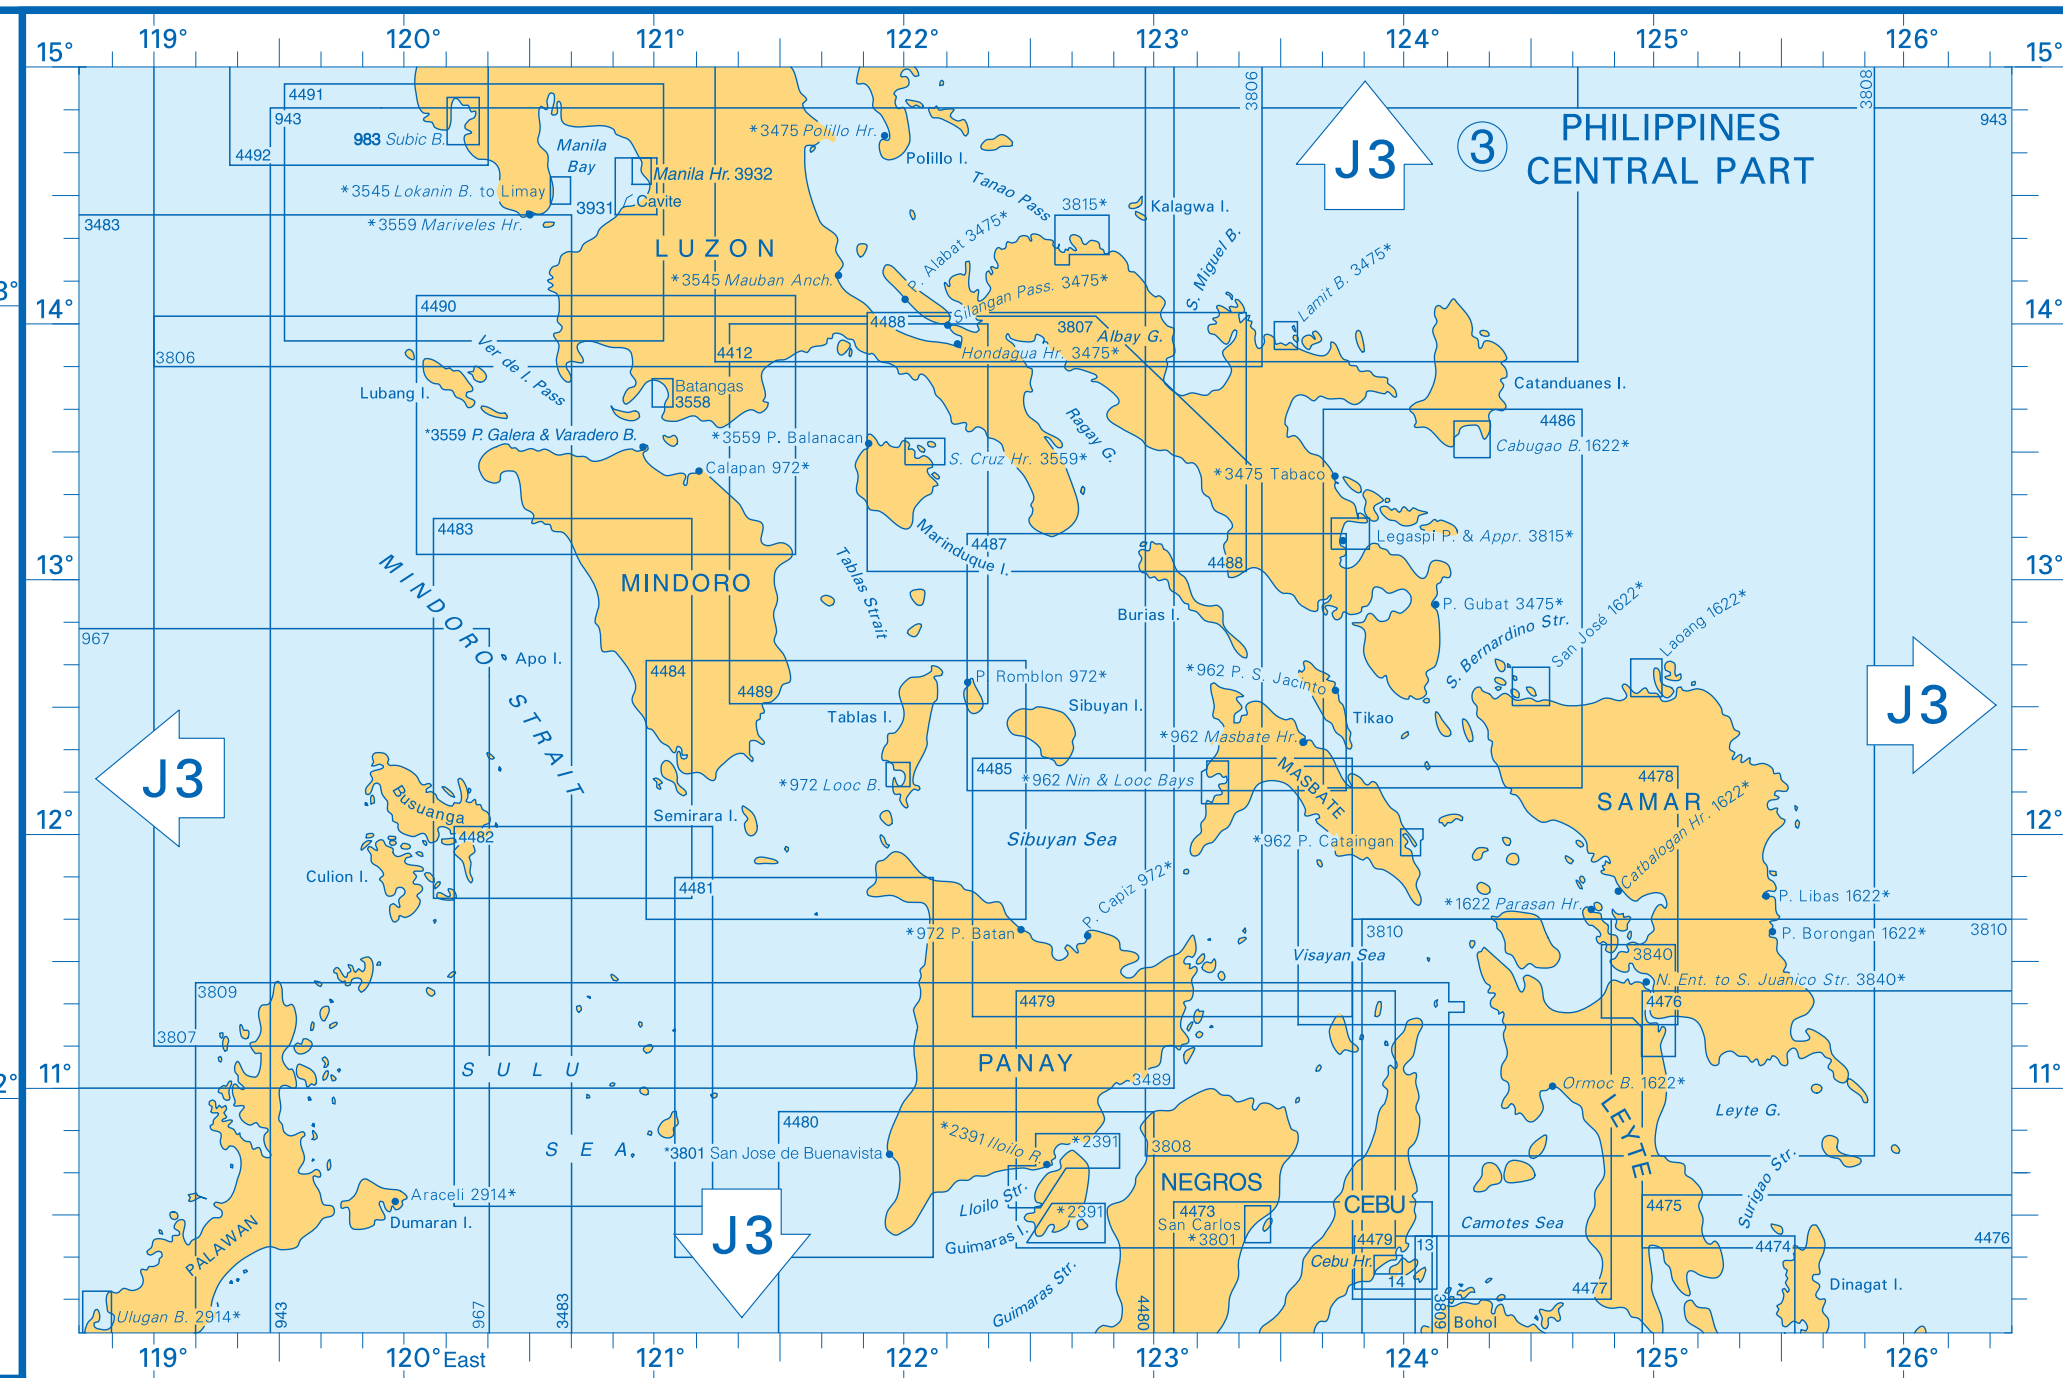 119° 120° 121° 122° 123° 124° 125° 126°
15° 15°
4491
943
983 Subic B.
4492
Manila
Bay
*3475 Polillo Hr.
Polillo I.
3806
3808
943
J3
3
PHILIPPINES
CENTRAL PART
*3545 Lokanin B. to Limay
Manila Hr. 3932
3931
Cavite
3483
*3559 Mariveles Hr.
Tanao Pass
3815*
Kalagwa I.
LUZON
P. Alabat 3475*
S. Miguel B.
Lamit B. 3475*
*3545 Mauban Anch.
Silangan Pass. 3475*
3°
14° 14°
4490
4488
3807
Albay G.
Hondagua Hr. 3475*
3806
4412
Ver de I. Pass
Lubang I.
Batangas
3558
Catanduanes I.
4486
*3559 P. Galera & Varadero B.
*3559 P. Balanacan
Ragay G.
Cabugao B. 1622*
S. Cruz Hr. 3559*
Calapan 972*
*3475 Tabaco
4483
Marinduque I.
4487
Legaspi P. & Appr. 3815*
4488
13° 13°
MINDORO STRAIT
MINDORO
Tablas Strait
Burias I.
P. Gubat 3475*
S. Bernardino Str.
San José 1622*
Laoang 1622*
967
Apo I.
4484
P. Romblon 972*
*962 P. S. Jacinto
4489
Sibuyan I.
Tablas I.
Tikao
J3
J3
*962 Masbate Hr.
4485
*962 Nin & Looc Bays
*972 Looc B.
MASBATE
4478
SAMAR
Busuanga
Semirara I.
12° 12°
4482
Sibuyan Sea
*962 P. Cataingan
Catbalogan Hr. 1622*
Culion I.
4481
P. Capiz 972*
*1622 Parasan Hr.
P. Libas 1622*
*972 P. Batan
3810
P. Borongan 1622*
3810
Visayan Sea
3840
N. Ent. to S. Juanico Str. 3840*
3809
4479
4476
3807
SULU
PANAY
2°
11° 11°
3489
Ormoc B. 1622*
Leyte G.
LEYTE
4480
*2391 Iloilo R.
*2391
3808
SEA
*3801 San Jose de Buenavista
NEGROS
Surigao Str.
Araceli 2914*
Dumaran I.
Lloilo Str.
*2391
4473
San Carlos
*3801
CEBU
Camotes Sea
4475
PALAWAN
J3
Guimaras I.
4479
13
4474
4476
Cebu Hr.
14
4477
Dinagat I.
Guimaras Str.
Ulugan B. 2914*
943
967
3483
4480
3809
Bohol
119° 120° East 121° 122° 123° 124° 125° 126°